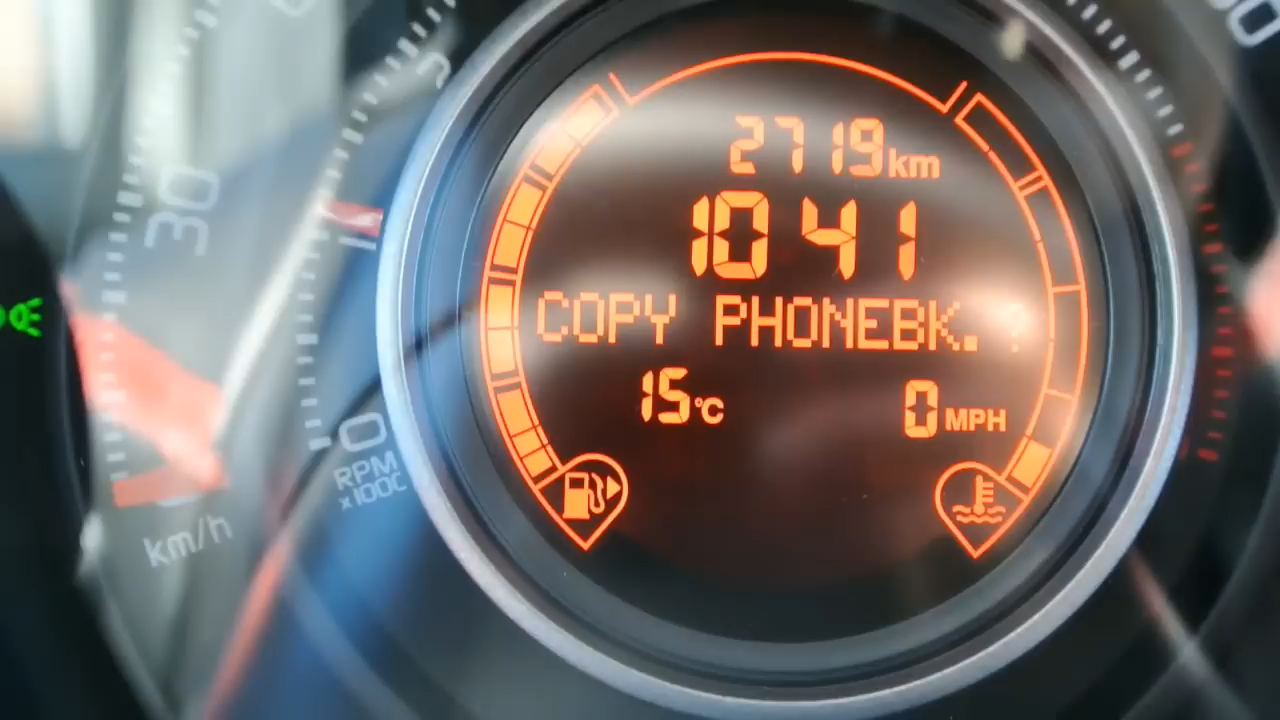 2719km
1041
COPY PHONEBK. ?
15°C
0 MPH
30
km/h
0
RPM
x1000